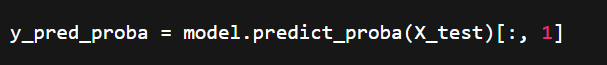 y_pred_proba = model.predict_proba(X_test)[:, 1]